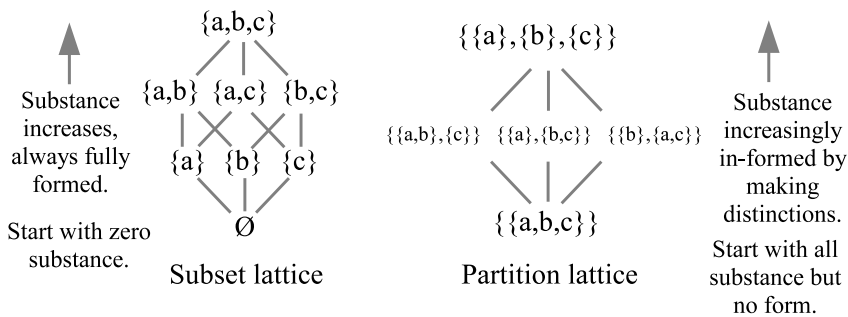 Substance
increases,
always fully
formed.
Start with zero
substance.
{a,b,c}
{a,b} {a,c} {b,c}
{a} {b} {c}
Ø
Subset lattice
{{a},{b},{c}}
{{a,b},{c}} {{a},{b,c}} {{b},{a,c}}
{{a,b,c}}
Partition lattice
Substance
increasingly
in-formed by
making
distinctions.
Start with all
substance but
no form.